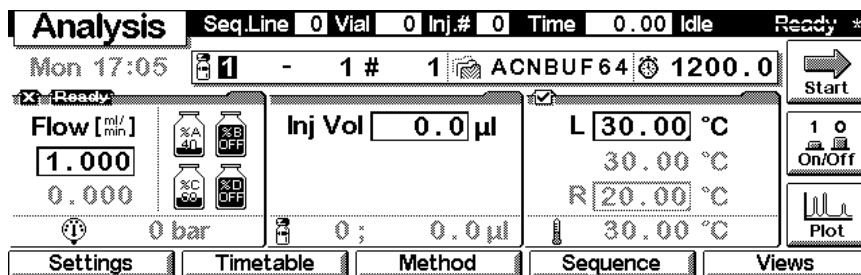 Analysis Seq.Line 0 Vial 0 Inj.# 0 Time 0.00 Idle Ready *
Mon 17:05 1 - 1 # 1 ACNBUF64 1200.0
Start
Ready
Flow [ml/min] %A 40 %B OFF Inj Vol 0.0 µl L 30.00 °C
1 0
On/Off
1.000 30.00 °C
0.000 %C 60 %D OFF R 20.00 °C
0 bar 0; 0.0 µl 30.00 °C
Plot
Settings Timetable Method Sequence Views